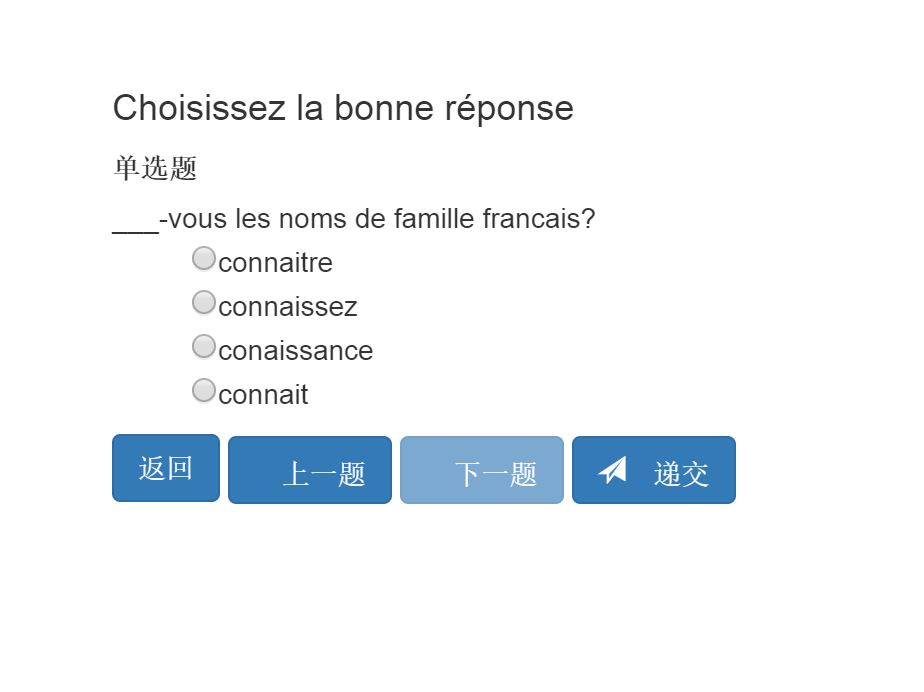 Choisissez la bonne réponse
单选题
___-vous les noms de famille francais?
connaitre
connaissez
conaissance
connait
返回 上一题 下一题 递交